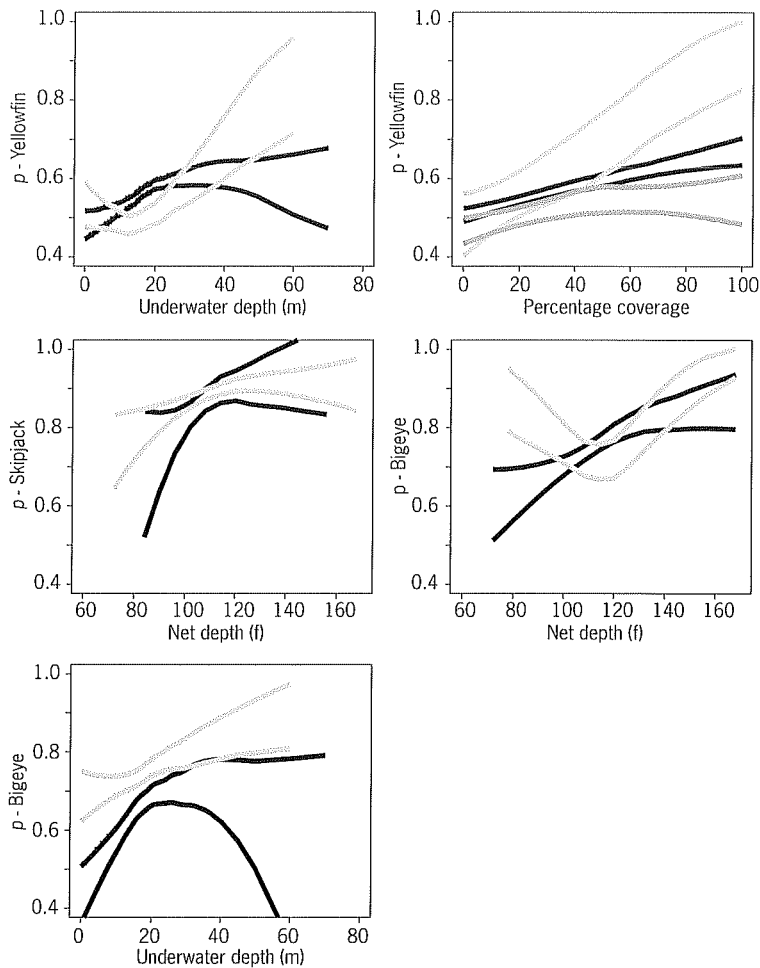 1.0
0.8
0.6
0.4
p - Yellowfin
0 20 40 60 80
Underwater depth (m)
1.0
0.8
0.6
0.4
p - Yellowfin
0 20 40 60 80 100
Percentage coverage
1.0
0.8
0.6
0.4
p - Skipjack
60 80 100 120 140 160
Net depth (f)
1.0
0.8
0.6
0.4
p - Bigeye
60 80 100 120 140 160
Net depth (f)
1.0
0.8
0.6
0.4
p - Bigeye
0 20 40 60 80
Underwater depth (m)